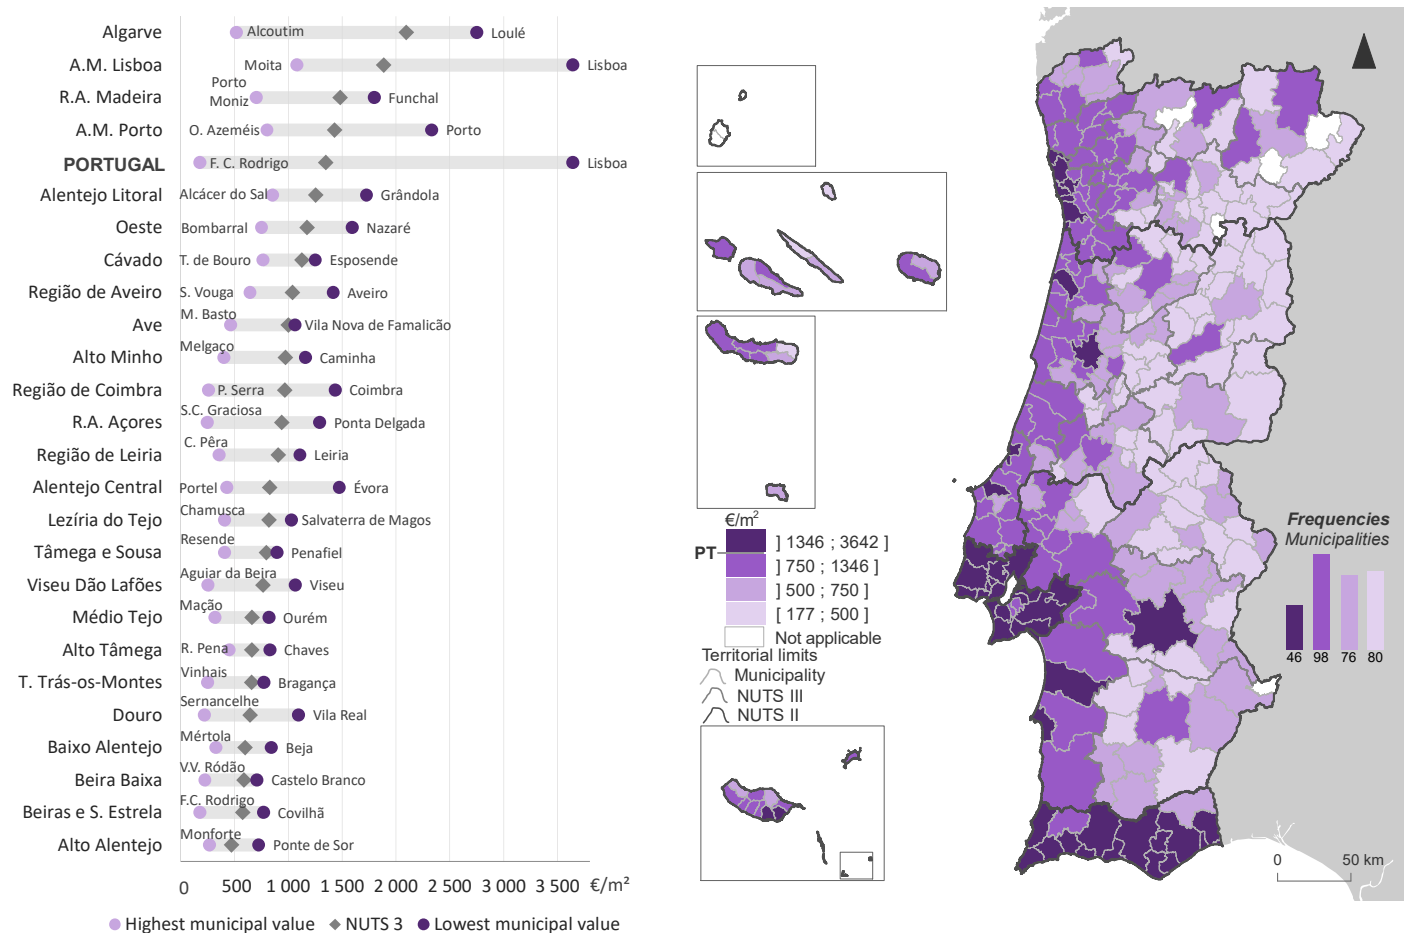 Algarve Alcoutim Loulé
A.M. Lisboa Moita Lisboa
R.A. Madeira Porto Moniz Funchal
A.M. Porto O. Azeméis Porto
PORTUGAL F. C. Rodrigo Lisboa
Alentejo Litoral Alcácer do Sal Grândola
Oeste Bombarral Nazaré
Cávado T. de Bouro Esposende
Região de Aveiro S. Vouga Aveiro
Ave M. Basto Vila Nova de Famalicão
Alto Minho Melgaço Caminha
Região de Coimbra P. Serra Coimbra
R.A. Açores S.C. Graciosa Ponta Delgada
Região de Leiria C. Pêra Leiria
Alentejo Central Portel Évora
Lezíria do Tejo Chamusca Salvaterra de Magos
Tâmega e Sousa Resende Penafiel
Viseu Dão Lafões Aguiar da Beira Viseu
Médio Tejo Mação Ourém
Alto Tâmega R. Pena Chaves
T. Trás-os-Montes Vinhais Bragança
Douro Sernancelhe Vila Real
Baixo Alentejo Mértola Beja
Beira Baixa V.V. Ródão Castelo Branco
Beiras e S. Estrela F.C. Rodrigo Covilhã
Alto Alentejo Monforte Ponte de Sor
0 500 1 000 1 500 2 000 2 500 3 000 3 500 €/m²
Highest municipal value NUTS 3 Lowest municipal value
€/m²
PT
] 1346 ; 3642 ]
] 750 ; 1346 ]
] 500 ; 750 ]
[ 177 ; 500 ]
Not applicable
Territorial limits
Municipality
NUTS III
NUTS II
Frequencies
Municipalities
46 98 76 80
0 50 km